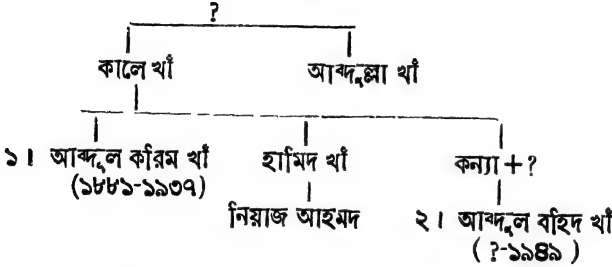 ?
কালে খাঁ আব্দুল্লা খাঁ
১। আব্দুল করিম খাঁ হামিদ খাঁ কন্যা + ?
(১৮৮১-১৯৩৭)
নিয়াজ আহমদ ২। আব্দুল বহিদ খাঁ
( ?-১৯৪৯ )